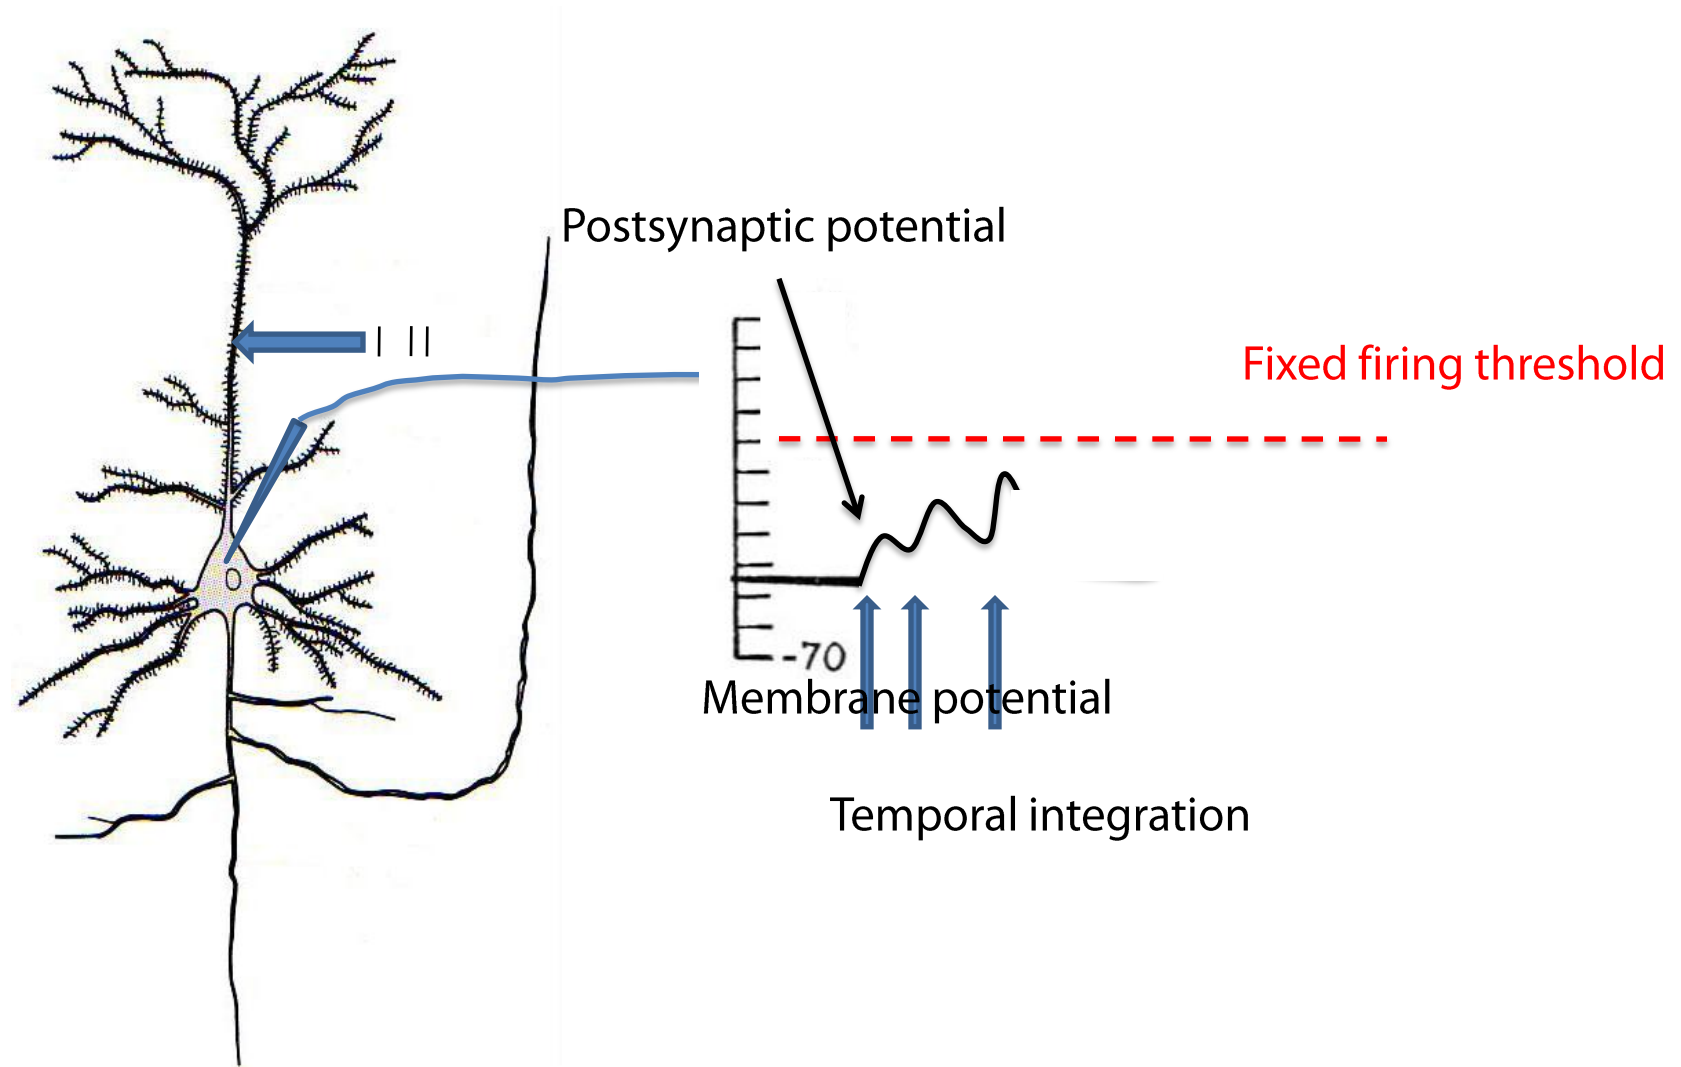 Postsynaptic potential
Fixed firing threshold
-70
Membrane potential
Temporal integration